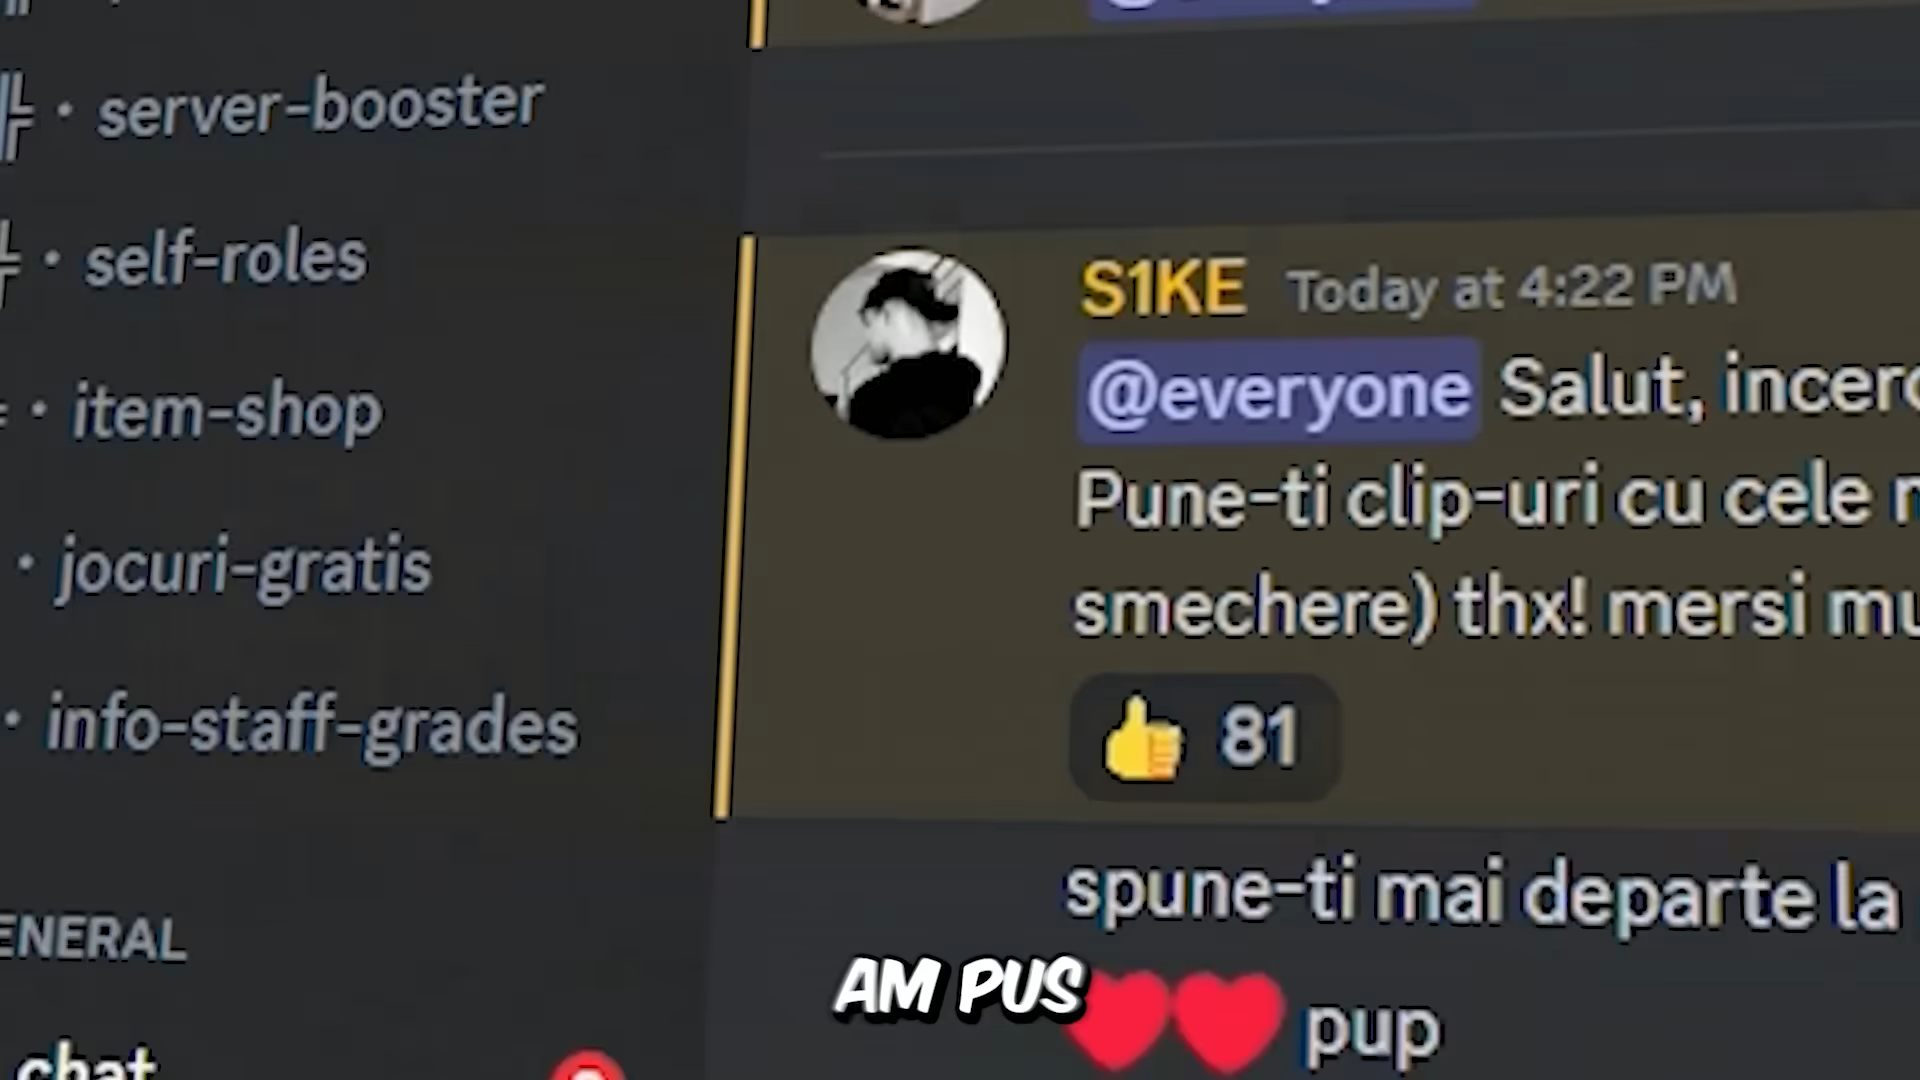 server-booster
self-roles
item-shop
jocuri-gratis
info-staff-grades
chat
S1KE Today at 4:22 PM
@everyone Salut,
Pune-ti clip-uri cu cele
smechere) thx! mersi
81
spune-ti mai departe la
pup
AM PUS